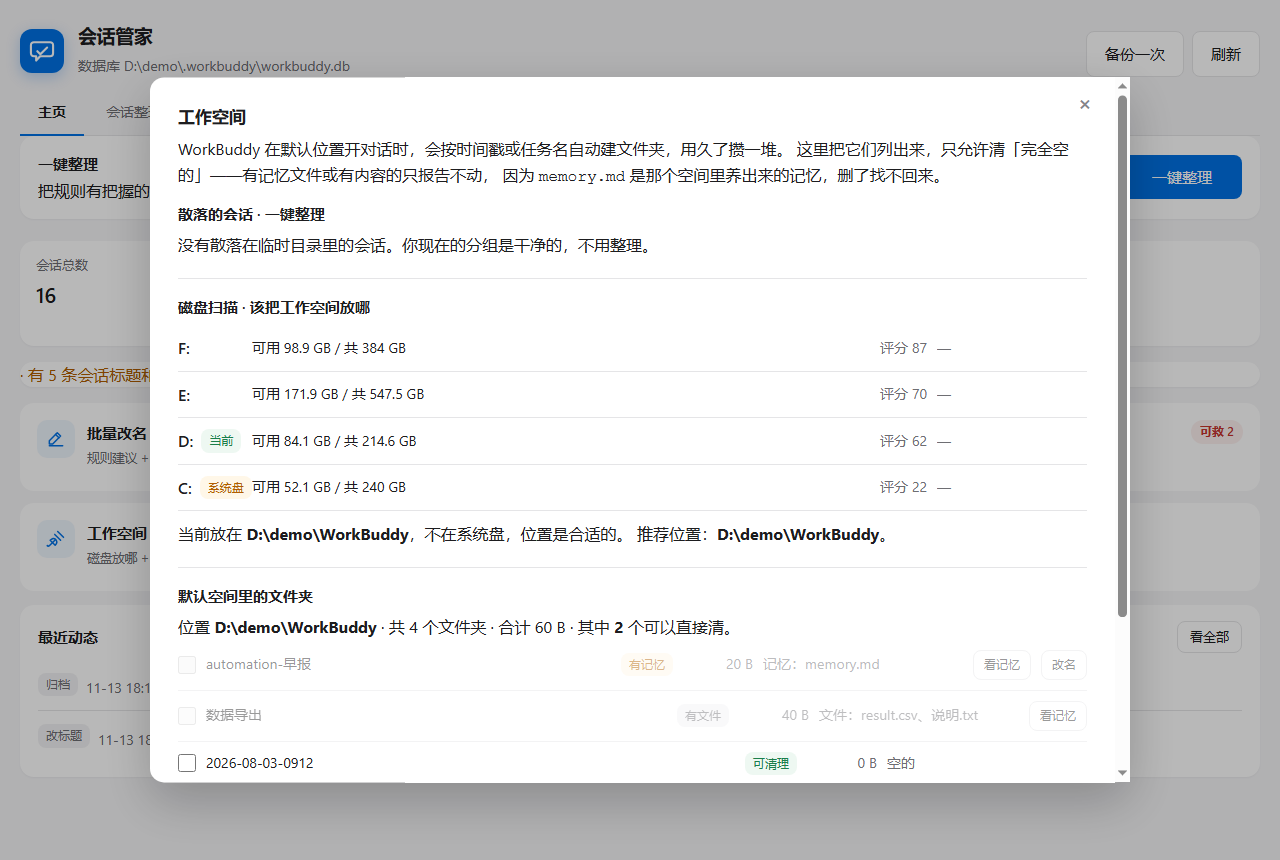 会话管家
数据库 D:\demo\.workbuddy\workbuddy.db
备份一次
刷新
主页
会话整
一键整理
把规则有把握的
一键整理
会话总数
16
· 有 5 条会话标题和
批量改名
规则建议 +
可救 2
工作空间
磁盘放哪 +
最近动态
看全部
归档
11-13 18:1
改标题
11-13 18
工作空间
×
WorkBuddy 在默认位置开对话时，会按时间戳或任务名自动建文件夹，用久了攒一堆。 这里把它们列出来，只允许清「完全空
的」——有记忆文件或有内容的只报告不动， 因为 memory.md 是那个空间里养出来的记忆，删了找不回来。
散落的会话 · 一键整理
没有散落在临时目录里的会话。你现在的分组是干净的，不用整理。
磁盘扫描 · 该把工作空间放哪
F: 可用 98.9 GB / 共 384 GB 评分 87 —
E: 可用 171.9 GB / 共 547.5 GB 评分 70 —
D: 当前 可用 84.1 GB / 共 214.6 GB 评分 62 —
C: 系统盘 可用 52.1 GB / 共 240 GB 评分 22 —
当前放在 D:\demo\WorkBuddy，不在系统盘，位置是合适的。 推荐位置：D:\demo\WorkBuddy。
默认空间里的文件夹
位置 D:\demo\WorkBuddy · 共 4 个文件夹 · 合计 60 B · 其中 2 个可以直接清。
automation-早报 有记忆 20 B 记忆：memory.md 看记忆 改名
数据导出 有文件 40 B 文件：result.csv、说明.txt 看记忆
2026-08-03-0912 可清理 0 B 空的